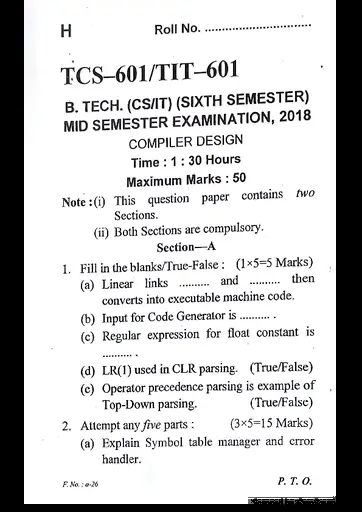 H Roll No. ..............................
TCS–601/TIT–601
B. TECH. (CS/IT) (SIXTH SEMESTER)
MID SEMESTER EXAMINATION, 2018
COMPILER DESIGN
Time : 1 : 30 Hours
Maximum Marks : 50
Note :(i) This question paper contains two
Sections.
(ii) Both Sections are compulsory.
Section—A
1. Fill in the blanks/True-False : (1×5=5 Marks)
(a) Linear links .......... and .......... then
converts into executable machine code.
(b) Input for Code Generator is .......... .
(c) Regular expression for float constant is
........... .
(d) LR(1) used in CLR parsing. (True/False)
(e) Operator precedence parsing is example of
Top-Down parsing. (True/False)
2. Attempt any five parts : (3×5=15 Marks)
(a) Explain Symbol table manager and error
handler.
F. No. : a-26 P. T. O.